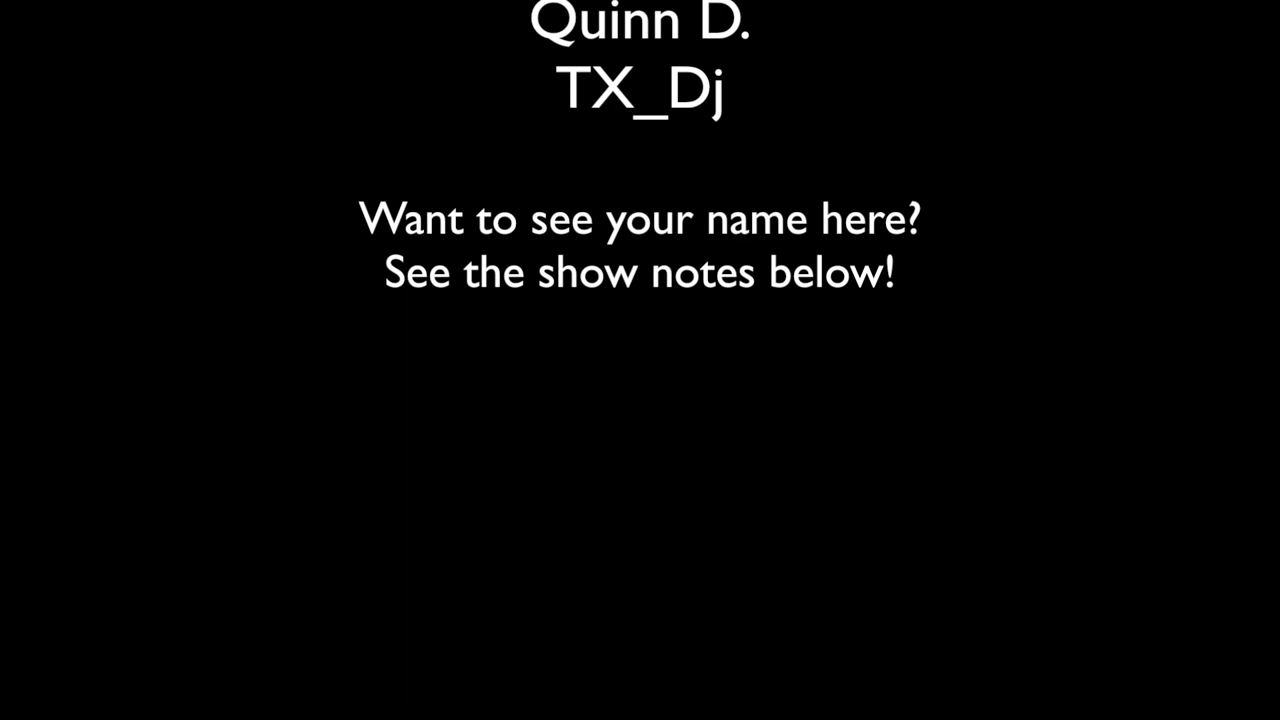 Quinn D.
TX_Dj
Want to see your name here?
See the show notes below!